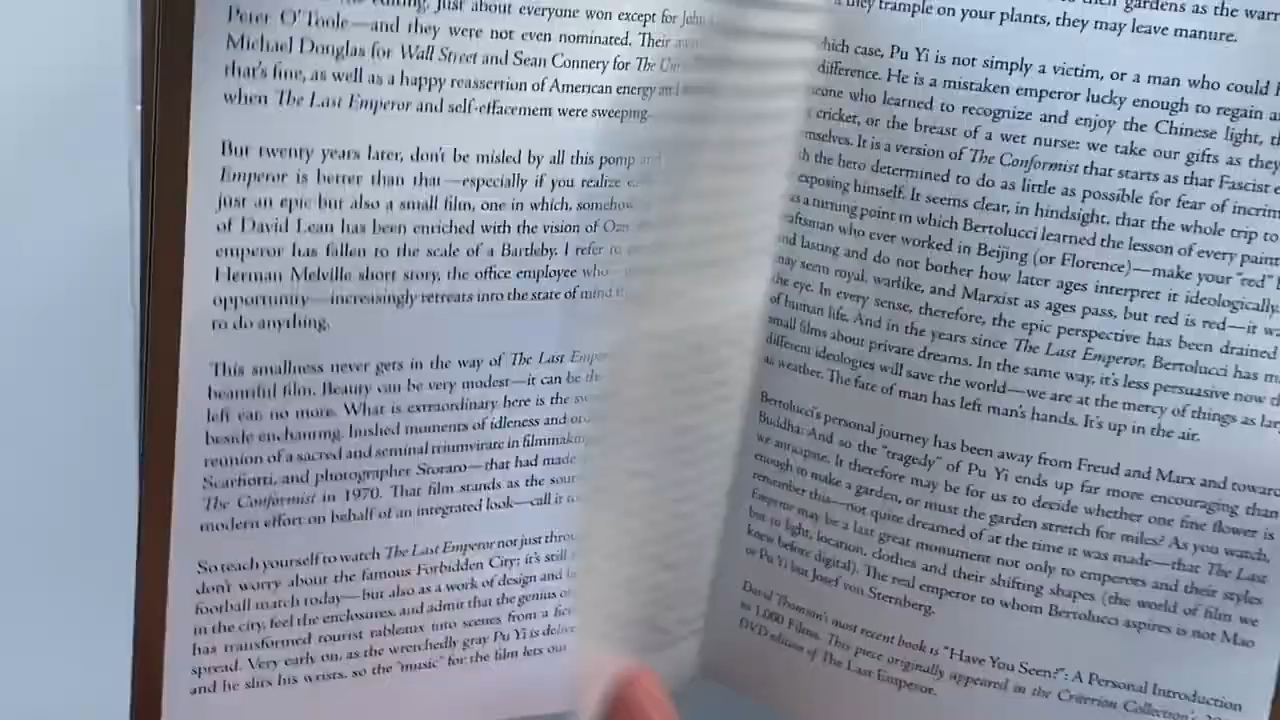 Just about everyone won except for John
Peter O'Toole—and they were not even nominated. Their
Michael Douglas for Wall Street and Sean Connery for The
that's fine, as well as a happy reassertion of American energy and
when The Last Emperor and self-effacement were sweeping
But twenty years later, don't be misled by all this pomp and
Emperor is better than that—especially if you realize
just an epic but also a small film, one in which, somehow
of David Lean has been enriched with the vision of
emperor has fallen to the scale of a Bartleby. I refer to
Herman Melville short story, the office employee who
opportunity—increasingly retreats into the state of mind
to do anything.
This smallness never gets in the way of The Last
beautiful film. Beauty can be very modest—it can be the
left can no more. What is extraordinary here is the
beside enchanting, hushed moments of idleness and
reunion of a sacred and seminal triumvirate in filmmaking
Scarfiotti, and photographer Storaro—that had made
The Conformist in 1970. That film stands as the
modern effort on behalf of an integrated look—call it
So teach yourself to watch The Last Emperor not just
don't worry about the famous Forbidden City; it's still
football match today—but also as a work of design and
in the city, feel the enclosures, and admit that the genius of
has transformed tourist tableaux into scenes from a
spread. Very early on, as the wretchedly gray Pu Yi is
and he slits his wrists, so the "music" for the film lets out
their gardens as the
they trample on your plants, they may leave manure.
which case, Pu Yi is not simply a victim, or a man who could
difference. He is a mistaken emperor lucky enough to regain
who learned to recognize and enjoy the Chinese light,
cricket, or the breast of a wet nurse: we take our gifts as they
It is a version of The Conformist that starts as that Fascist
the hero determined to do as little as possible for fear of
exposing himself. It seems clear, in hindsight, that the whole trip to
as a turning point in which Bertolucci learned the lesson of every
who ever worked in Beijing (or Florence)—make your "red"
and lasting and do not bother how later ages interpret it ideologically.
may seem royal, warlike, and Marxist as ages pass, but red is red—it
the eye. In every sense, therefore, the epic perspective has been drained
of human life. And in the years since The Last Emperor, Bertolucci has
small films about private dreams. In the same way, it's less persuasive now
different ideologies will save the world—we are at the mercy of things as
as weather. The fate of man has left man's hands. It's up in the air.
Bertolucci's personal journey has been away from Freud and Marx and toward
Buddha: And so the "tragedy" of Pu Yi ends up far more encouraging than
we anticipate. It therefore may be for us to decide whether one fine flower is
enough to make a garden, or must the garden stretch for miles? As you watch,
remember this—not quite dreamed of at the time it was made—that The Last
Emperor may be a last great monument not only to emperors and their styles
but to light, location, clothes and their shifting shapes (the world of film we
knew before digital). The real emperor to whom Bertolucci aspires is not Mao
or Pu Yi but Josef von Sternberg.
David Thomson's most recent book is "Have You Seen?": A Personal Introduction
to 1,000 Films. This piece originally appeared in the Criterion Collection's
DVD edition of The Last Emperor.